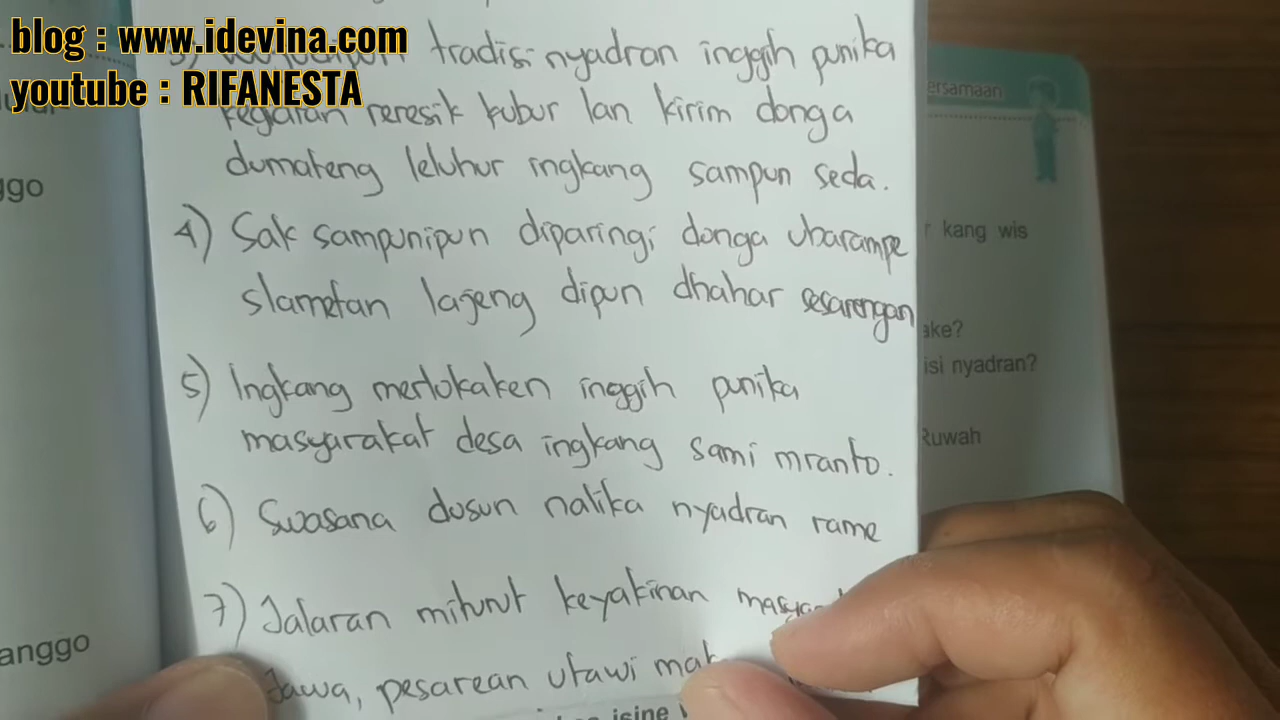 blog : www.idevina.com
youtube : RIFANESTA
tradisi nyadran inggih punika
kegiatan reresik kubur lan kirim donga
dumateng leluhur ingkang sampun seda.
4) Sak sampunipun diparingi donga ubarampe
slametan lajeng dipun dhahar sesarengan
5) Ingkang merlokaken inggih punika
masyarakat desa ingkang sami mranto.
6) Swasana dusun nalika nyadran rame
7) Jalaran miturut keyakinan
Jawa, pesarean utawi
ggo
anggo
ersamaan
r kang wis
ake?
isi nyadran?
Ruwah
isine